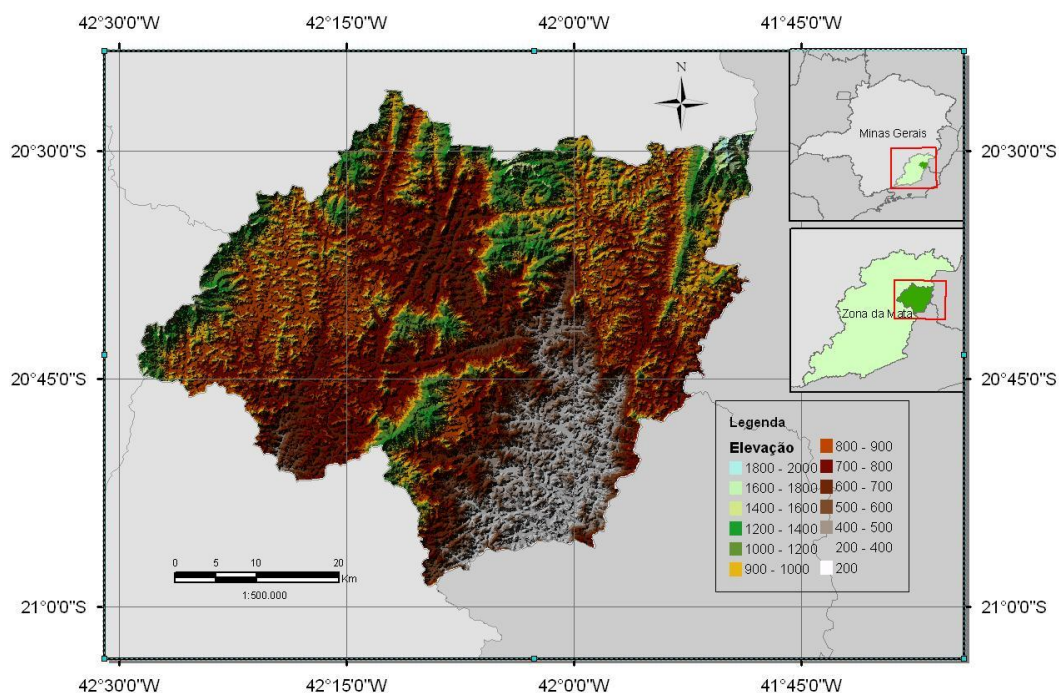 42°30'0"W 42°15'0"W 42°0'0"W 41°45'0"W
N
Minas Gerais
20°30'0"S 20°30'0"S
Zona da Mata
20°45'0"S 20°45'0"S
Legenda
Elevação
1800 - 2000
1600 - 1800
1400 - 1600
1200 - 1400
1000 - 1200
900 - 1000
800 - 900
700 - 800
600 - 700
500 - 600
400 - 500
200 - 400
200
0 5 10 20
Km
1:500.000
21°0'0"S 21°0'0"S
42°30'0"W 42°15'0"W 42°0'0"W 41°45'0"W